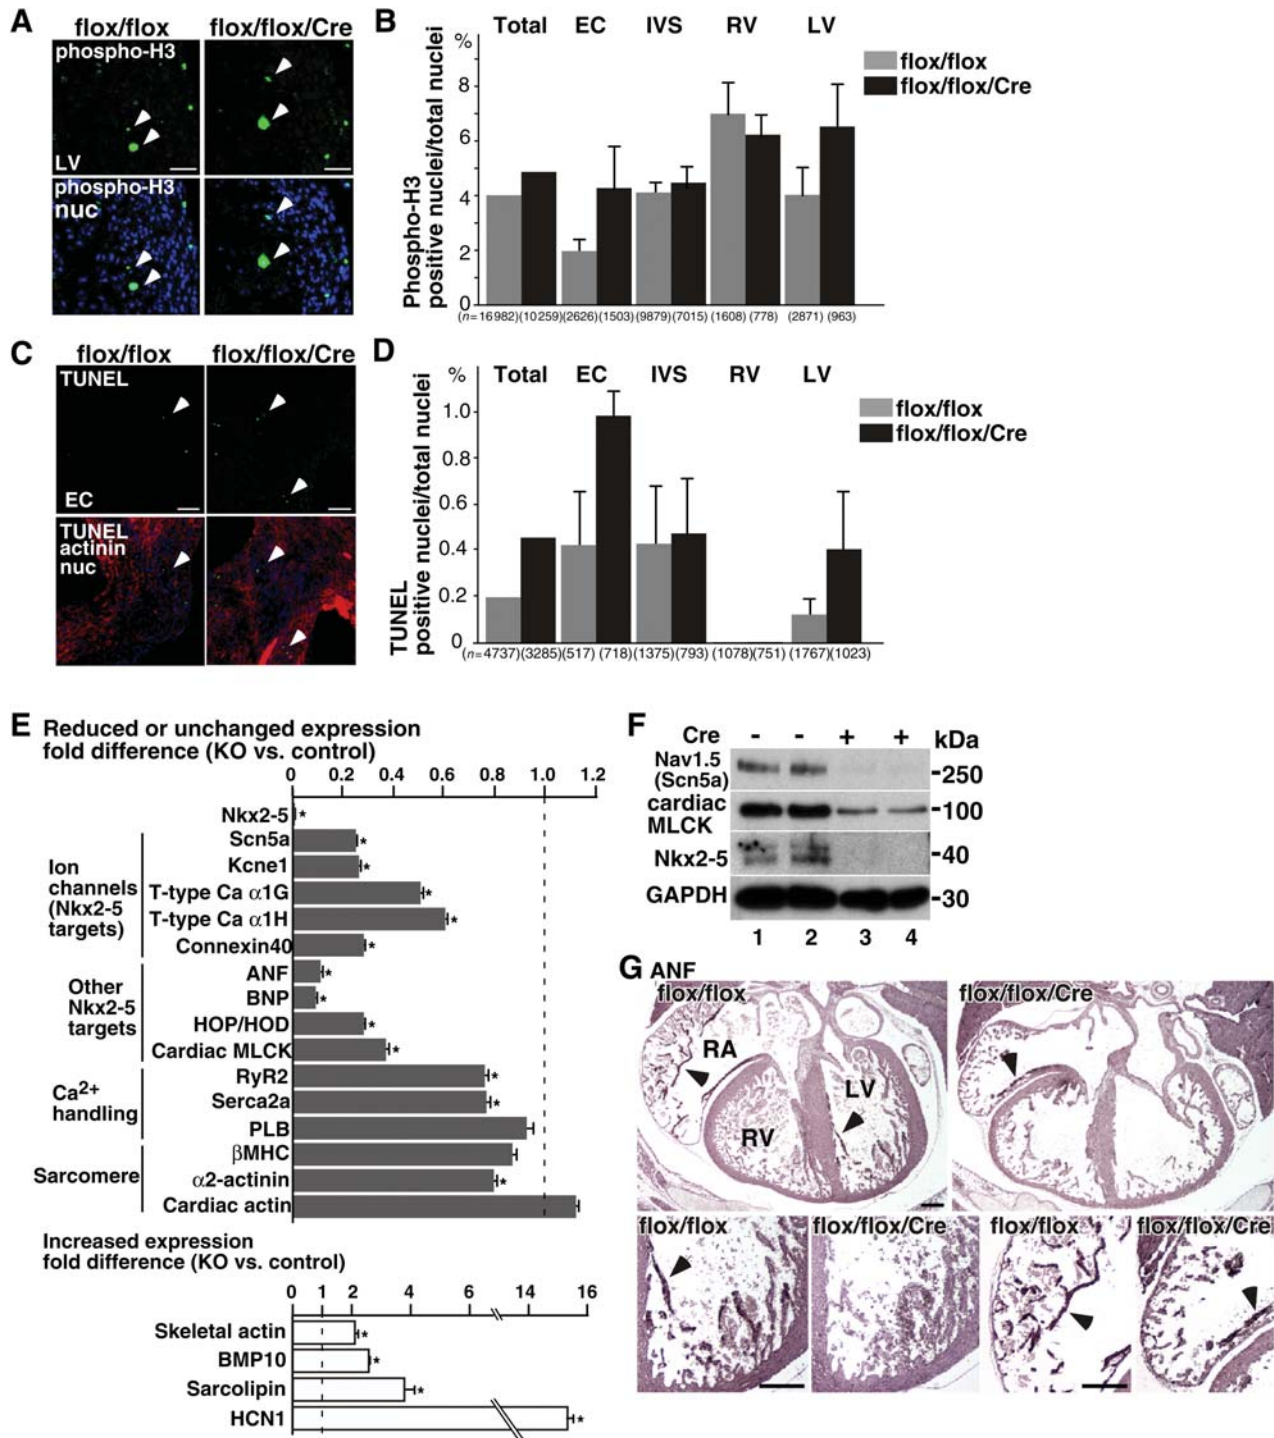 A
flox/flox
flox/flox/Cre
phospho-H3
LV
phospho-H3
nuc
B
Total
EC
IVS
RV
LV
%
8
6
4
2
0
Phospho-H3
positive nuclei/total nuclei
flox/flox
flox/flox/Cre
(n=16982)(10259)(2626)(1503)(9879)(7015)(1608)(778)(2871)(963)
C
flox/flox
flox/flox/Cre
TUNEL
EC
TUNEL
actinin
nuc
D
Total
EC
IVS
RV
LV
%
1.0
0.8
0.6
0.4
0.2
0
TUNEL
positive nuclei/total nuclei
flox/flox
flox/flox/Cre
(n=4737)(3285)(517)(718)(1375)(793)(1078)(751)(1767)(1023)
E
Reduced or unchanged expression
fold difference (KO vs. control)
0 0.2 0.4 0.6 0.8 1.0 1.2
Nkx2-5 *
Ion
channels
(Nkx2-5
targets)
Scn5a *
Kcne1 *
T-type Ca α1G *
T-type Ca α1H *
Connexin40 *
Other
Nkx2-5
targets
ANF *
BNP *
HOP/HOD *
Cardiac MLCK *
Ca2+
handling
RyR2 *
Serca2a *
PLB
Sarcomere
βMHC
α2-actinin *
Cardiac actin
Increased expression
fold difference (KO vs. control)
0 1 2 4 6 14 16
Skeletal actin *
BMP10 *
Sarcolipin *
HCN1 *
F
Cre - - + + kDa
Nav1.5
(Scn5a)
-250
cardiac
MLCK
-100
Nkx2-5 -40
GAPDH -30
1 2 3 4
G
ANF
flox/flox
flox/flox/Cre
RA
LV
RV
flox/flox
flox/flox/Cre
flox/flox
flox/flox/Cre